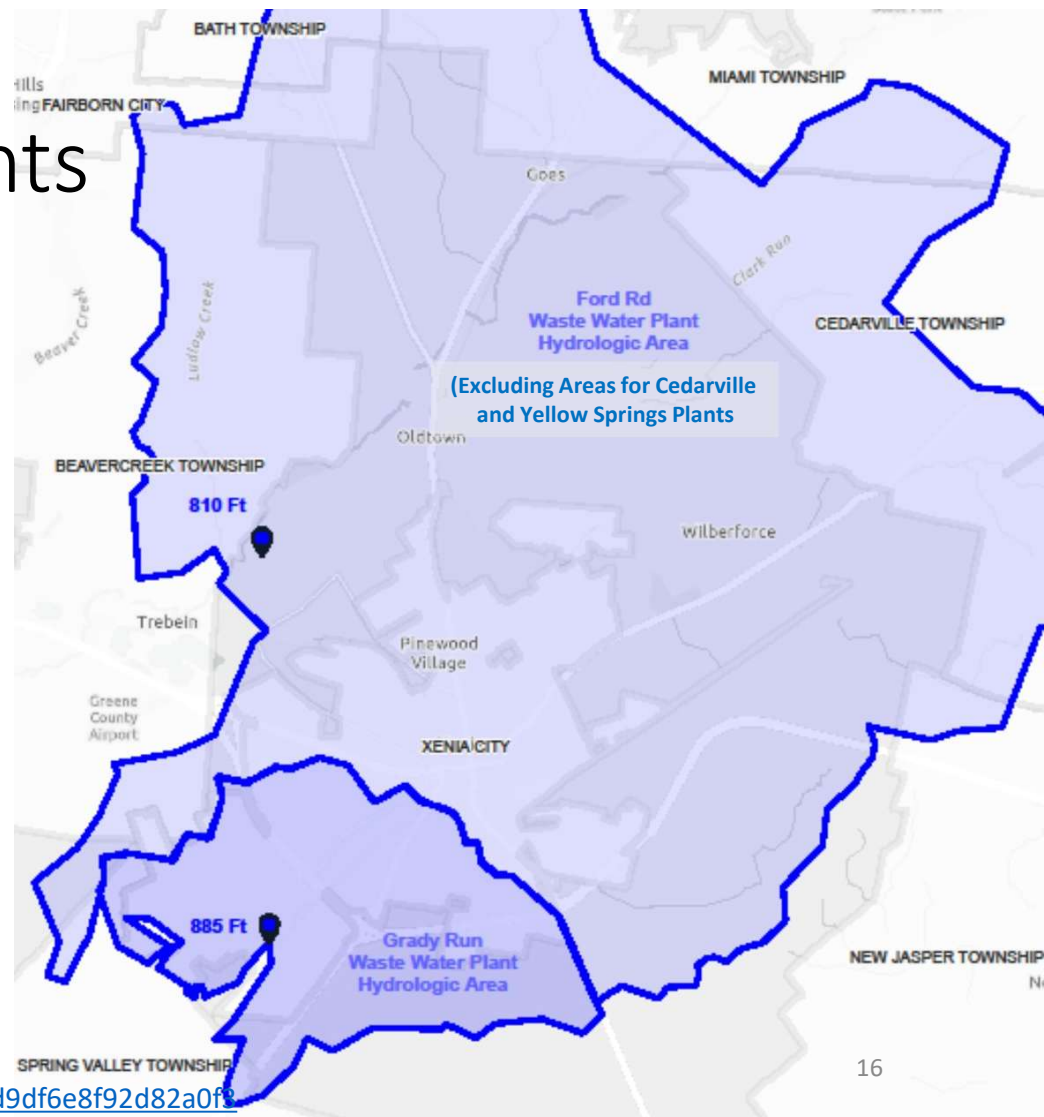 BATH TOWNSHIP
MIAMI TOWNSHIP
Hills
FAIRBORN CITY
nts
Goes
Clark Run
Beaver Creek
Ludlow Creek
Ford Rd
Waste Water Plant
Hydrologic Area
CEDARVILLE TOWNSHIP
(Excluding Areas for Cedarville
and Yellow Springs Plants
Oldtown
BEAVERCREEK TOWNSHIP
810 Ft
Wilberforce
Trebein
Pinewood
Village
Greene
County
Airport
XENIA CITY
885 Ft
Grady Run
Waste Water Plant
Hydrologic Area
NEW JASPER TOWNSHIP
SPRING VALLEY TOWNSHIP
16
d9df6e8f92d82a0f3